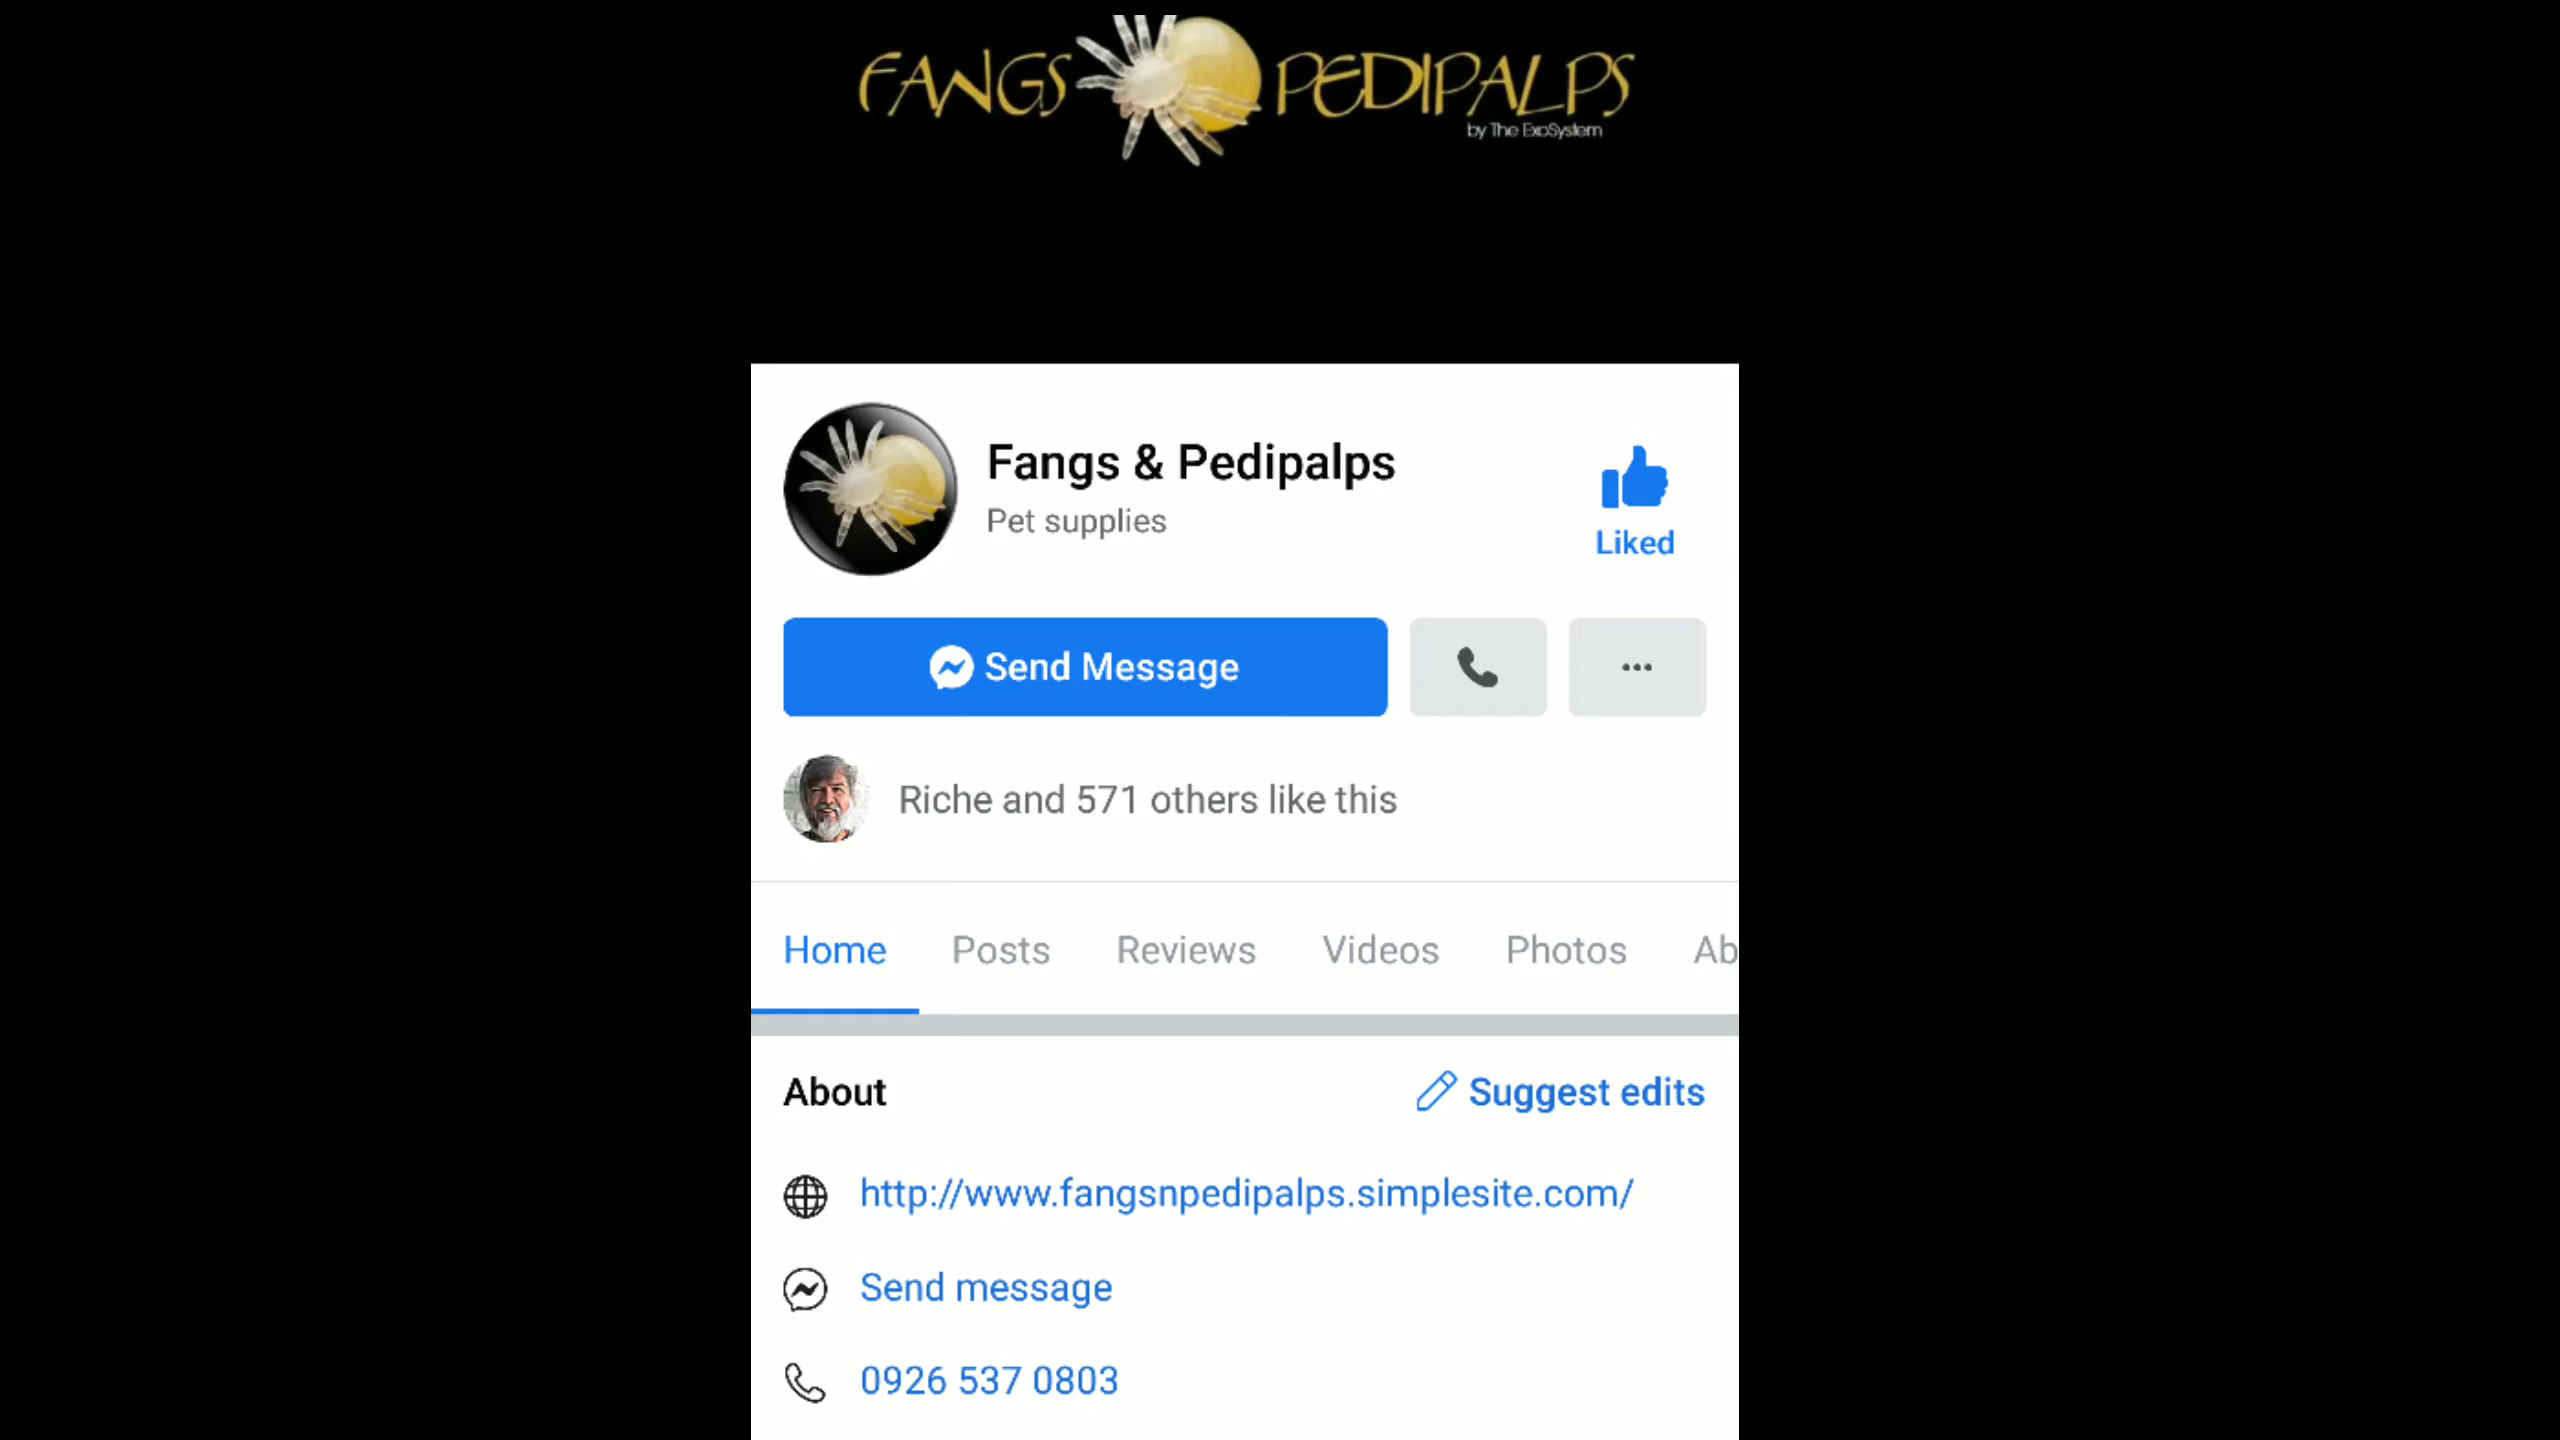 FANGS PEDIPALPS
by The ExoSystem
Fangs & Pedipalps
Pet supplies
Liked
Send Message
Riche and 571 others like this
Home Posts Reviews Videos Photos Ab
About Suggest edits
http://www.fangsnpedipalps.simplesite.com/
Send message
0926 537 0803